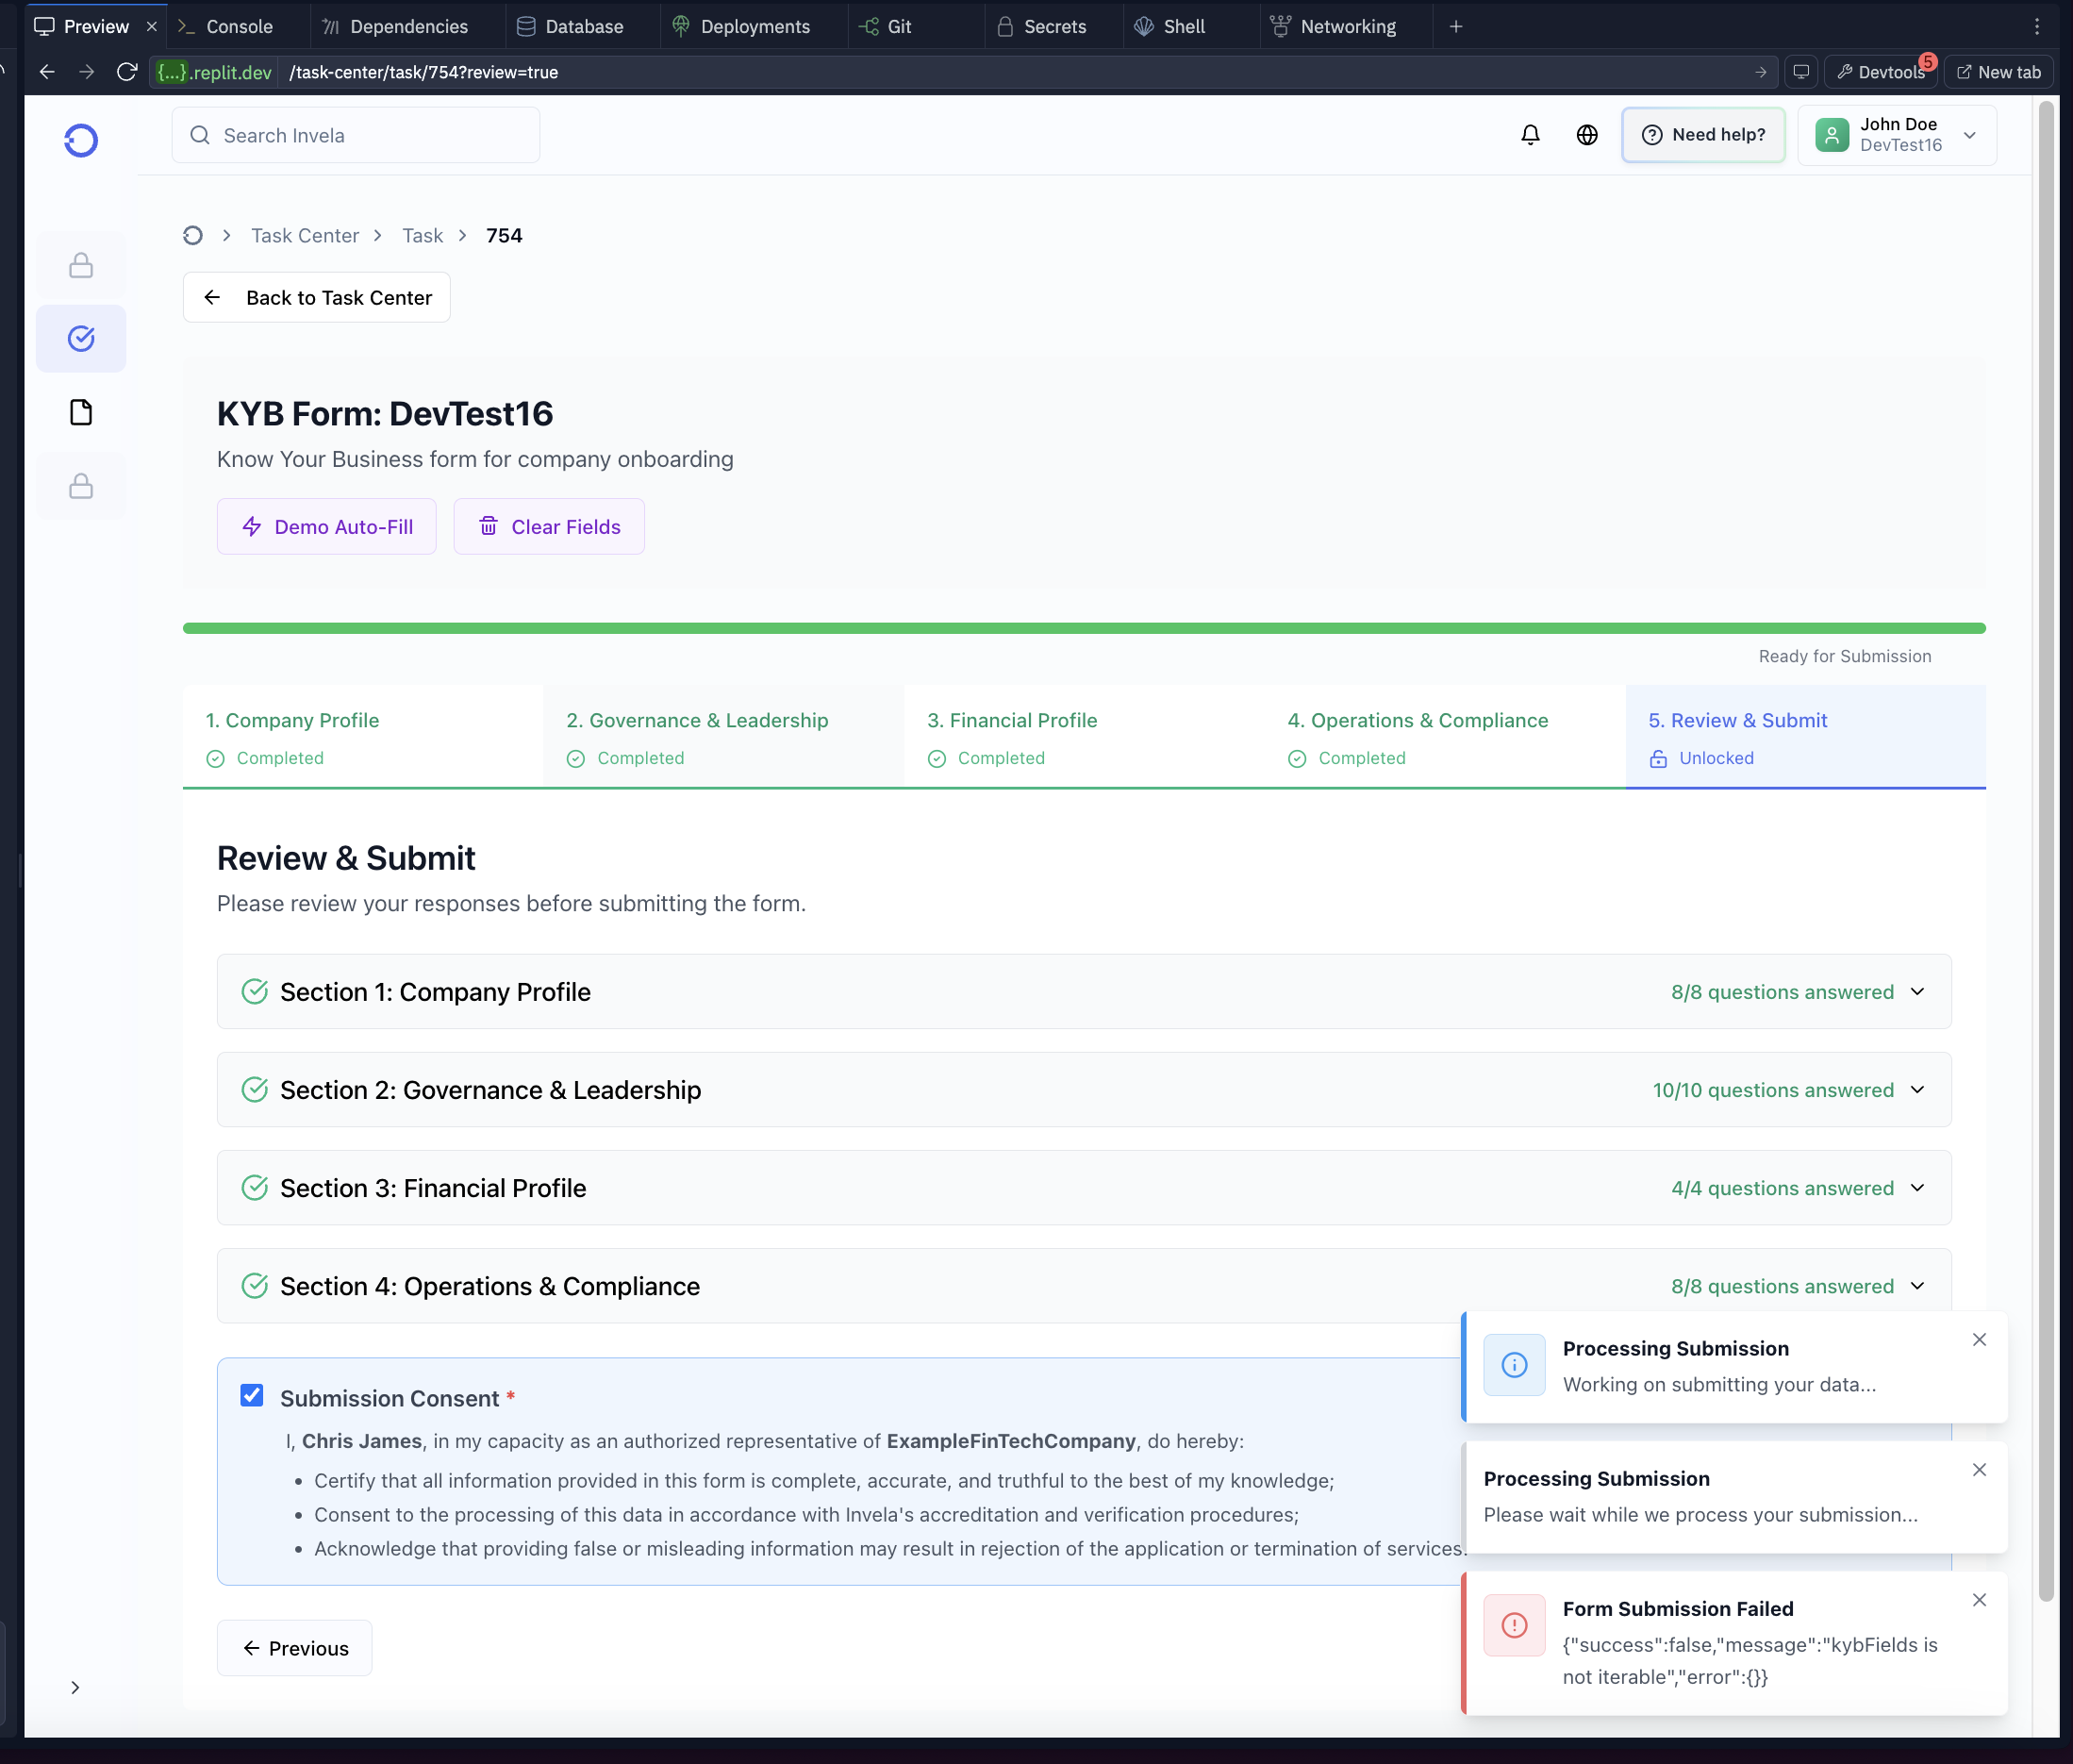 Preview
Console
Dependencies
Database
Deployments
Git
Secrets
Shell
Networking
{...}.replit.dev /task-center/task/754?review=true
Devtools 5
New tab
Search Invela
Need help?
John Doe
DevTest16
Task Center
Task
754
Back to Task Center
KYB Form: DevTest16
Know Your Business form for company onboarding
Demo Auto-Fill
Clear Fields
Ready for Submission
1. Company Profile
Completed
2. Governance & Leadership
Completed
3. Financial Profile
Completed
4. Operations & Compliance
Completed
5. Review & Submit
Unlocked
Review & Submit
Please review your responses before submitting the form.
Section 1: Company Profile
8/8 questions answered
Section 2: Governance & Leadership
10/10 questions answered
Section 3: Financial Profile
4/4 questions answered
Section 4: Operations & Compliance
8/8 questions answered
Submission Consent *
I, Chris James, in my capacity as an authorized representative of ExampleFinTechCompany, do hereby:
• Certify that all information provided in this form is complete, accurate, and truthful to the best of my knowledge;
• Consent to the processing of this data in accordance with Invela's accreditation and verification procedures;
• Acknowledge that providing false or misleading information may result in rejection of the application or termination of services.
Previous
Processing Submission
Working on submitting your data...
Processing Submission
Please wait while we process your submission...
Form Submission Failed
{"success":false,"message":"kybFields is
not iterable","error":{}}